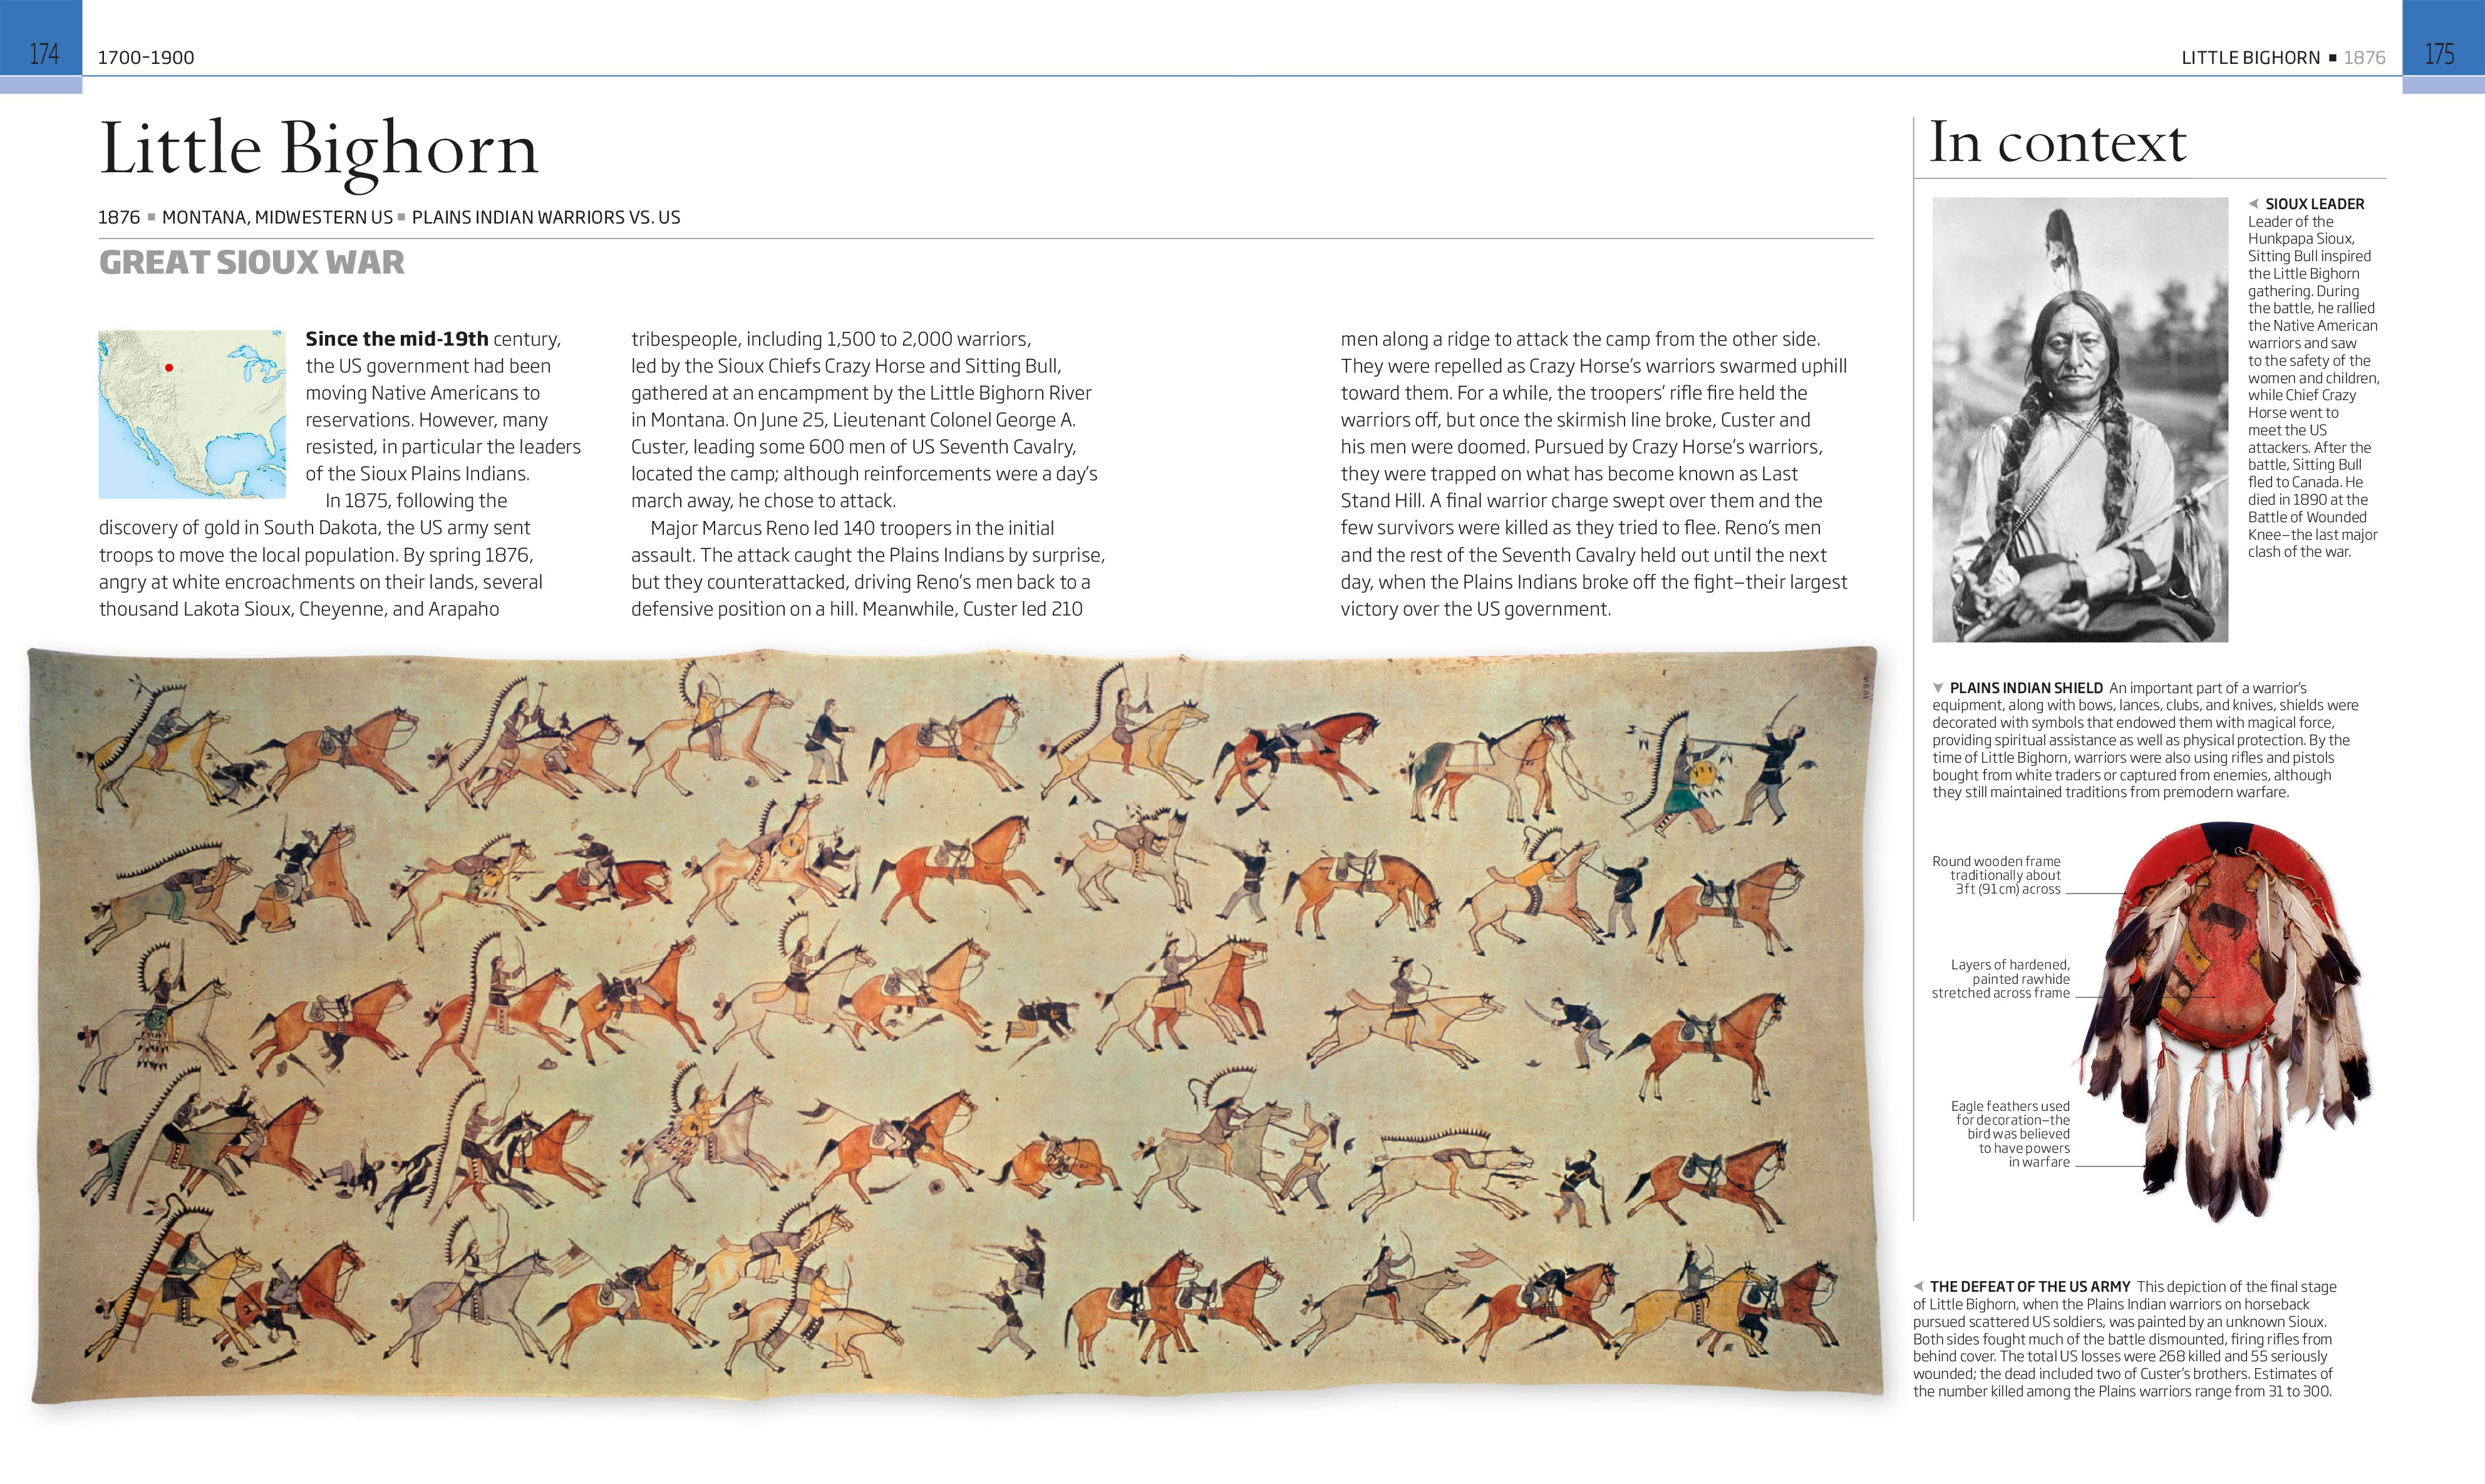 174
1700–1900
LITTLE BIGHORN ■ 1876
175
Little Bighorn
1876 ■ MONTANA, MIDWESTERN US ■ PLAINS INDIAN WARRIORS VS. US
GREAT SIOUX WAR
Since the mid-19th century,
the US government had been
moving Native Americans to
reservations. However, many
resisted, in particular the leaders
of the Sioux Plains Indians.
In 1875, following the
discovery of gold in South Dakota, the US army sent
troops to move the local population. By spring 1876,
angry at white encroachments on their lands, several
thousand Lakota Sioux, Cheyenne, and Arapaho
tribespeople, including 1,500 to 2,000 warriors,
led by the Sioux Chiefs Crazy Horse and Sitting Bull,
gathered at an encampment by the Little Bighorn River
in Montana. On June 25, Lieutenant Colonel George A.
Custer, leading some 600 men of US Seventh Cavalry,
located the camp; although reinforcements were a day’s
march away, he chose to attack.
Major Marcus Reno led 140 troopers in the initial
assault. The attack caught the Plains Indians by surprise,
but they counterattacked, driving Reno’s men back to a
defensive position on a hill. Meanwhile, Custer led 210
men along a ridge to attack the camp from the other side.
They were repelled as Crazy Horse’s warriors swarmed uphill
toward them. For a while, the troopers’ rifle fire held the
warriors off, but once the skirmish line broke, Custer and
his men were doomed. Pursued by Crazy Horse’s warriors,
they were trapped on what has become known as Last
Stand Hill. A final warrior charge swept over them and the
few survivors were killed as they tried to flee. Reno’s men
and the rest of the Seventh Cavalry held out until the next
day, when the Plains Indians broke off the fight—their largest
victory over the US government.
In context
SIOUX LEADER
Leader of the
Hunkpapa Sioux,
Sitting Bull inspired
the Little Bighorn
gathering. During
the battle, he rallied
the Native American
warriors and saw
to the safety of the
women and children,
while Chief Crazy
Horse went to
meet the US
attackers. After the
battle, Sitting Bull
fled to Canada. He
died in 1890 at the
Battle of Wounded
Knee—the last major
clash of the war.
PLAINS INDIAN SHIELD An important part of a warrior’s
equipment, along with bows, lances, clubs, and knives, shields were
decorated with symbols that endowed them with magical force,
providing spiritual assistance as well as physical protection. By the
time of Little Bighorn, warriors were also using rifles and pistols
bought from white traders or captured from enemies, although
they still maintained traditions from premodern warfare.
Round wooden frame
traditionally about
3ft (91cm) across
Layers of hardened,
painted rawhide
stretched across frame
Eagle feathers used
for decoration—the
bird was believed
to have powers
in warfare
THE DEFEAT OF THE US ARMY This depiction of the final stage
of Little Bighorn, when the Plains Indian warriors on horseback
pursued scattered US soldiers, was painted by an unknown Sioux.
Both sides fought much of the battle dismounted, firing rifles from
behind cover. The total US losses were 268 killed and 55 seriously
wounded; the dead included two of Custer’s brothers. Estimates of
the number killed among the Plains warriors range from 31 to 300.